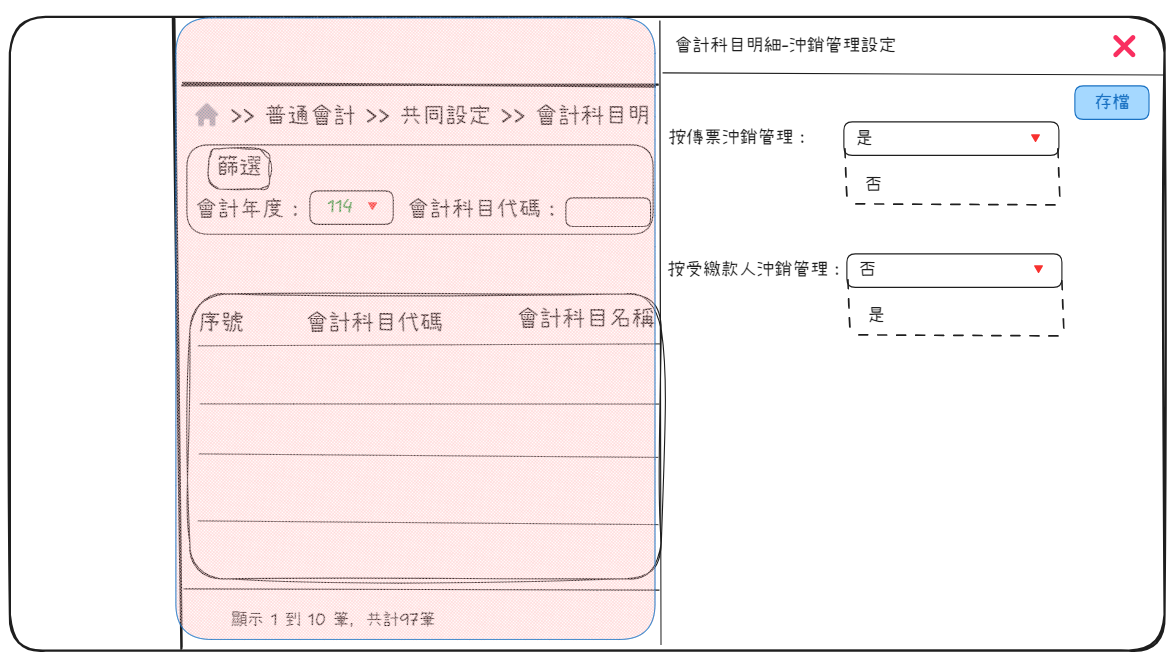 會計科目明細-沖銷管理設定
存檔
>> 普通會計 >> 共同設定 >> 會計科目明
篩選
會計年度： 114 會計科目代碼：
序號 會計科目代碼 會計科目名稱
顯示 1 到 10 筆, 共計97筆
按傳票沖銷管理： 是
否
按受繳款人沖銷管理： 否
是